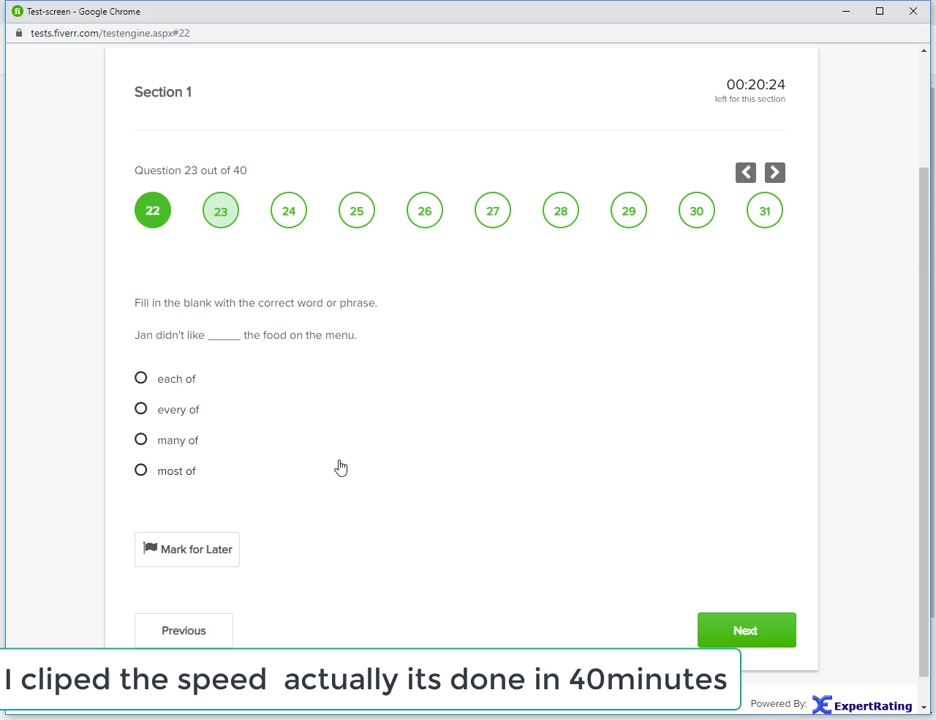 Test-screen - Google Chrome
tests.fiverr.com/testengine.aspx#22
Section 1
00:20:24
left for this section
Question 23 out of 40
22 23 24 25 26 27 28 29 30 31
Fill in the blank with the correct word or phrase.
Jan didn't like _____ the food on the menu.
each of
every of
many of
most of
Mark for Later
Previous
Next
I cliped the speed actually its done in 40minutes
Powered By: ExpertRating